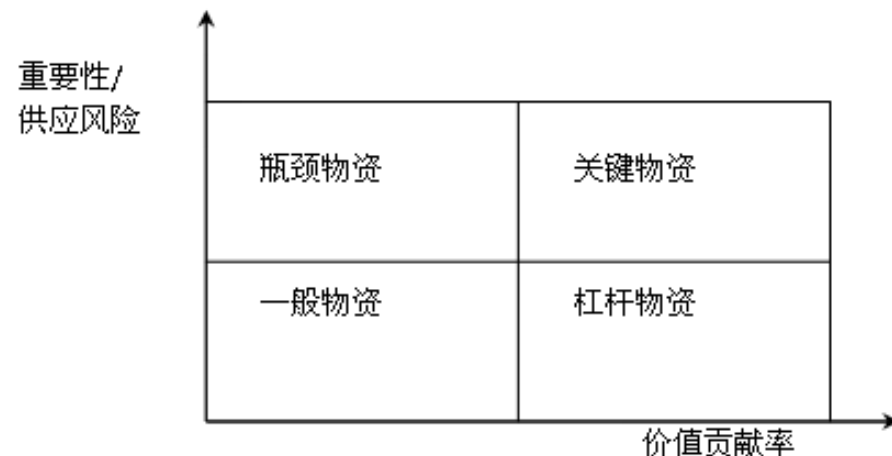 重要性/
供应风险
瓶颈物资
关键物资
一般物资
杠杆物资
价值贡献率